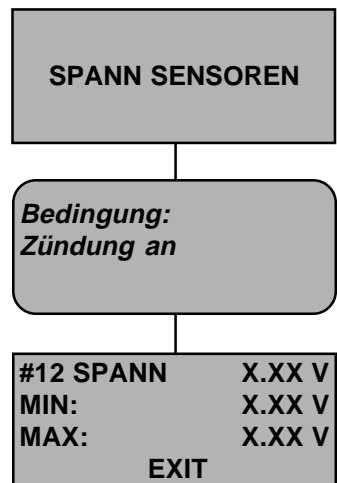 SPANN SENSOREN
Bedingung:
Zündung an
#12 SPANN X.XX V
MIN: X.XX V
MAX: X.XX V
EXIT